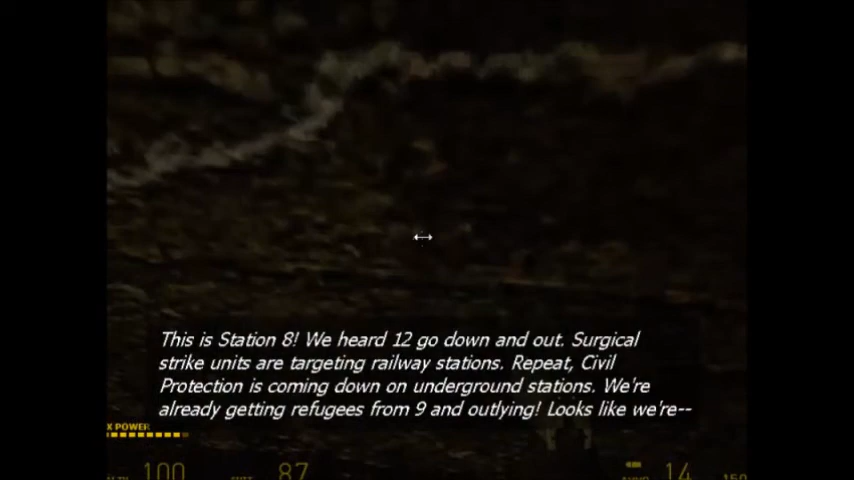 This is Station 8! We heard 12 go down and out. Surgical
strike units are targeting railway stations. Repeat, Civil
Protection is coming down on underground stations. We're
already getting refugees from 9 and outlying! Looks like we're--
X POWER
100 87 14 150